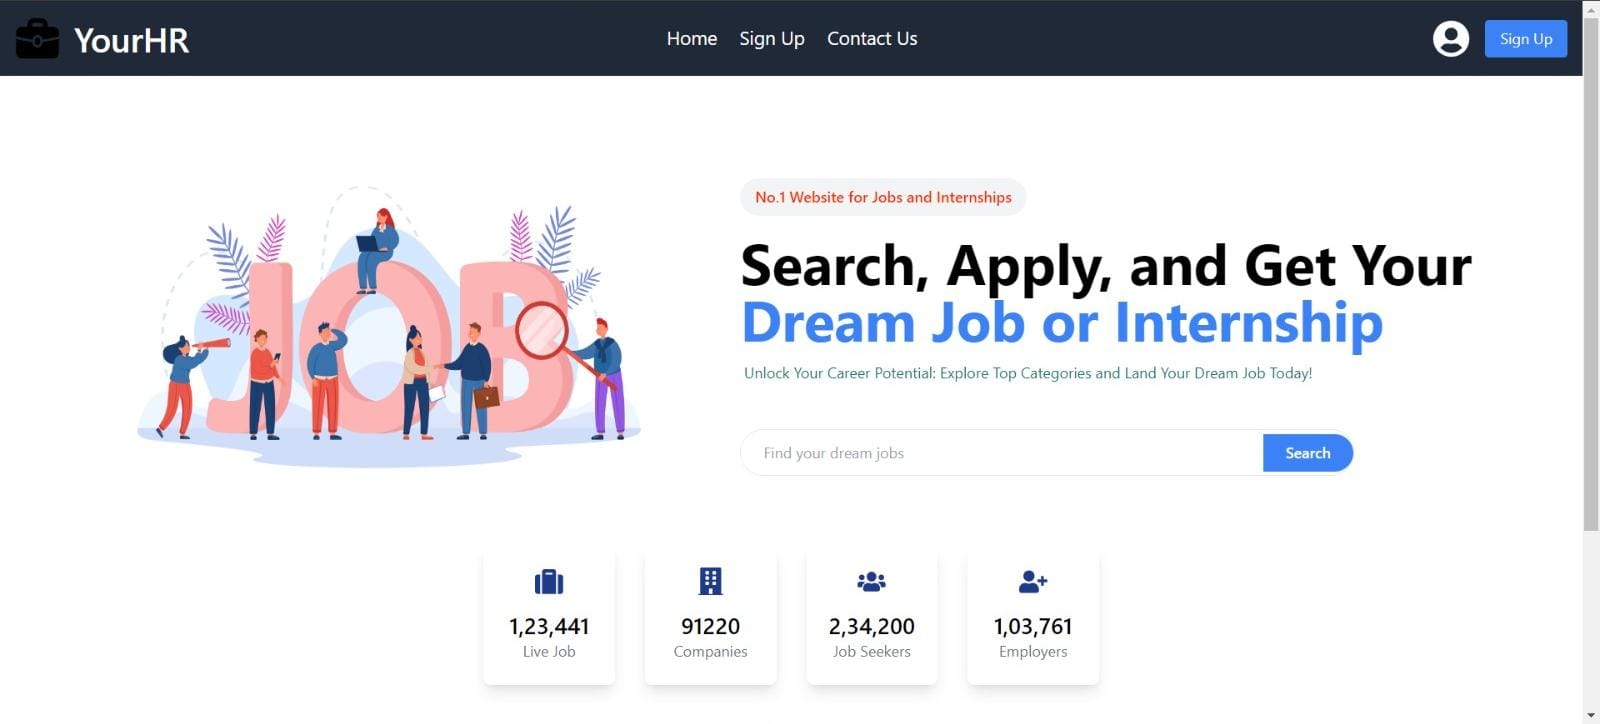 YourHR
Home Sign Up Contact Us
Sign Up
No.1 Website for Jobs and Internships
JOB
Search, Apply, and Get Your
Dream Job or Internship
Unlock Your Career Potential: Explore Top Categories and Land Your Dream Job Today!
Find your dream jobs
Search
1,23,441
Live Job
91220
Companies
2,34,200
Job Seekers
1,03,761
Employers